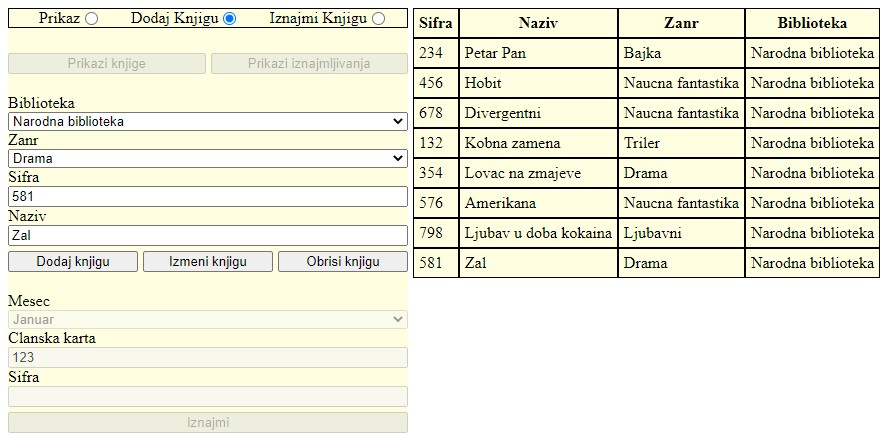 Prikaz Dodaj Knjigu Iznajmi Knjigu
Prikazi knjige Prikazi iznajmljivanja
Biblioteka
Narodna biblioteka
Zanr
Drama
Sifra
581
Naziv
Zal
Dodaj knjigu Izmeni knjigu Obrisi knjigu
Mesec
Januar
Clanska karta
123
Sifra
Iznajmi
Sifra Naziv Zanr Biblioteka
234 Petar Pan Bajka Narodna biblioteka
456 Hobit Naucna fantastika Narodna biblioteka
678 Divergentni Naucna fantastika Narodna biblioteka
132 Kobna zamena Triler Narodna biblioteka
354 Lovac na zmajeve Drama Narodna biblioteka
576 Amerikana Naucna fantastika Narodna biblioteka
798 Ljubav u doba kokaina Ljubavni Narodna biblioteka
581 Zal Drama Narodna biblioteka